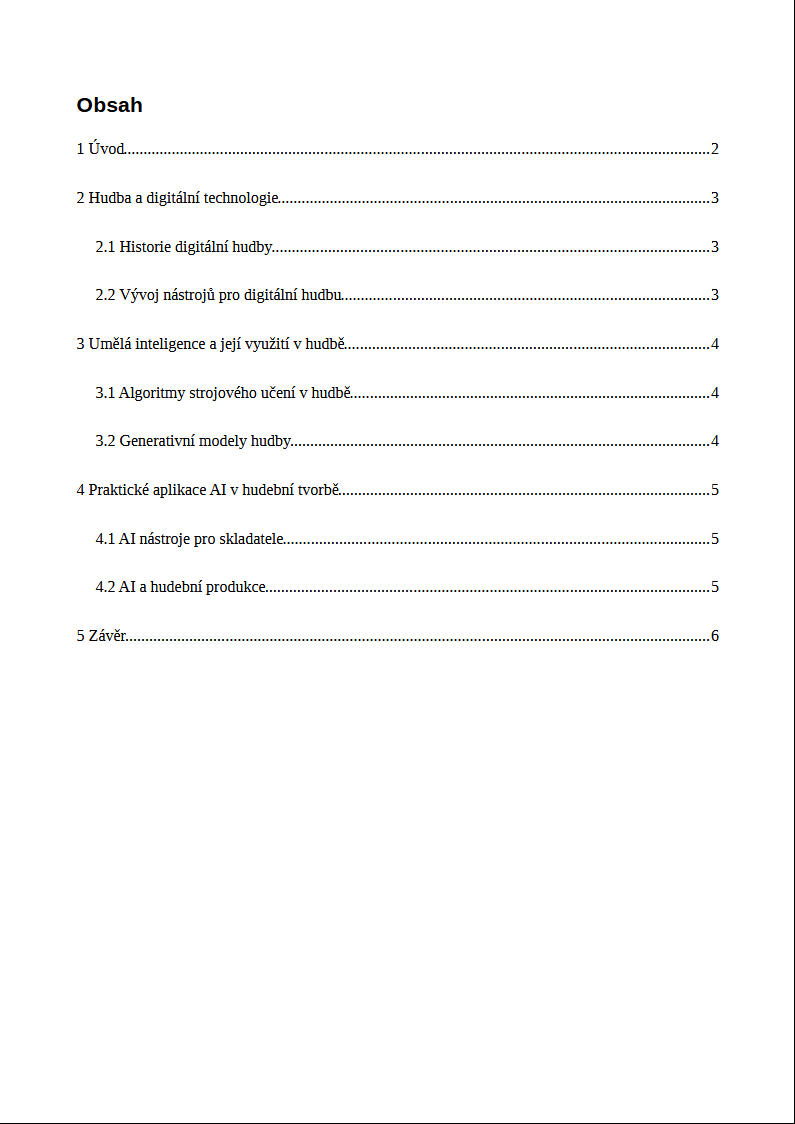 Obsah
1 Úvod........................................................................................................................................................2
2 Hudba a digitální technologie............................................................................................................3
2.1 Historie digitální hudby..............................................................................................................3
2.2 Vývoj nástrojů pro digitální hudbu............................................................................................3
3 Umělá inteligence a její využití v hudbě...........................................................................................4
3.1 Algoritmy strojového učení v hudbě..........................................................................................4
3.2 Generativní modely hudby.........................................................................................................4
4 Praktické aplikace AI v hudební tvorbě............................................................................................5
4.1 AI nástroje pro skladatele...........................................................................................................5
4.2 AI a hudební produkce...............................................................................................................5
5 Závěr.......................................................................................................................................................6